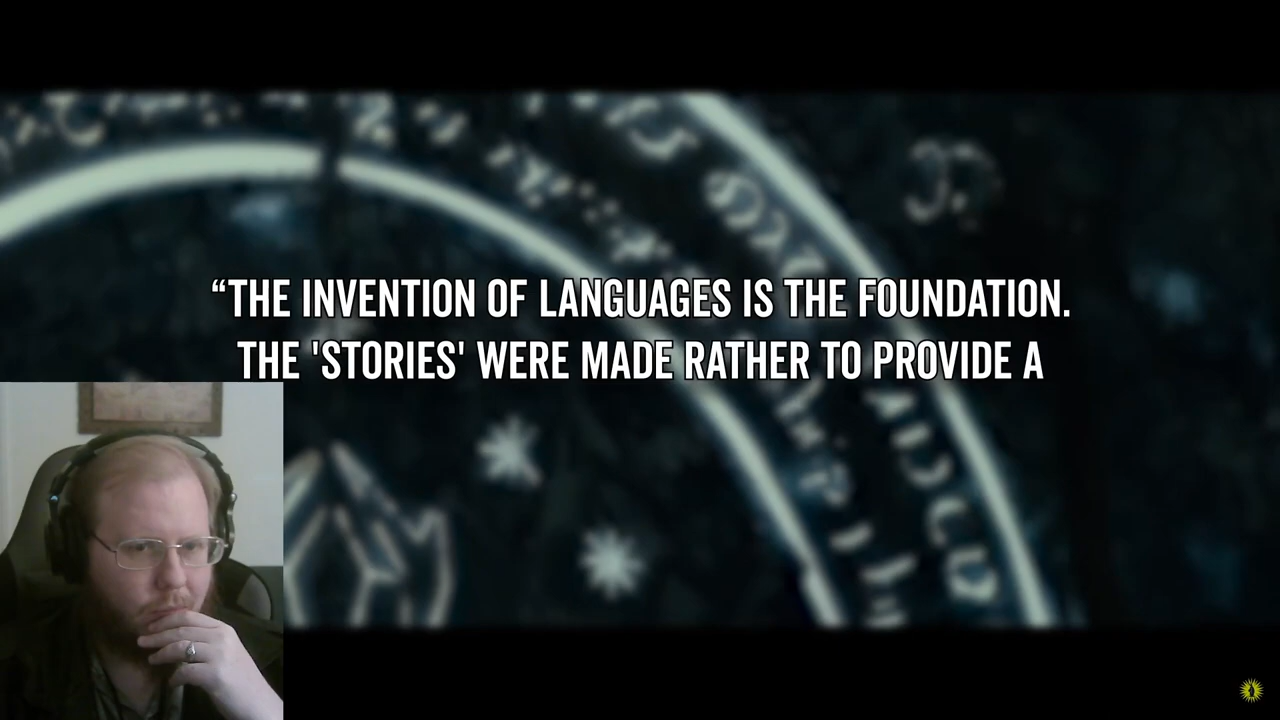 “THE INVENTION OF LANGUAGES IS THE FOUNDATION.
THE 'STORIES' WERE MADE RATHER TO PROVIDE A